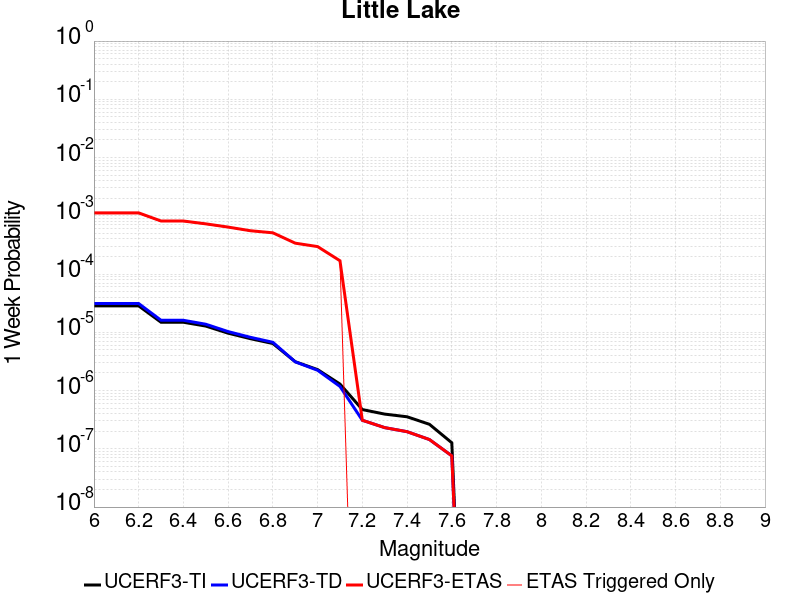 Little Lake
10^0
10^-1
10^-2
10^-3
10^-4
10^-5
10^-6
10^-7
10^-8
1 Week Probability
6 6.2 6.4 6.6 6.8 7 7.2 7.4 7.6 7.8 8 8.2 8.4 8.6 8.8 9
Magnitude
UCERF3-TI UCERF3-TD UCERF3-ETAS ETAS Triggered Only